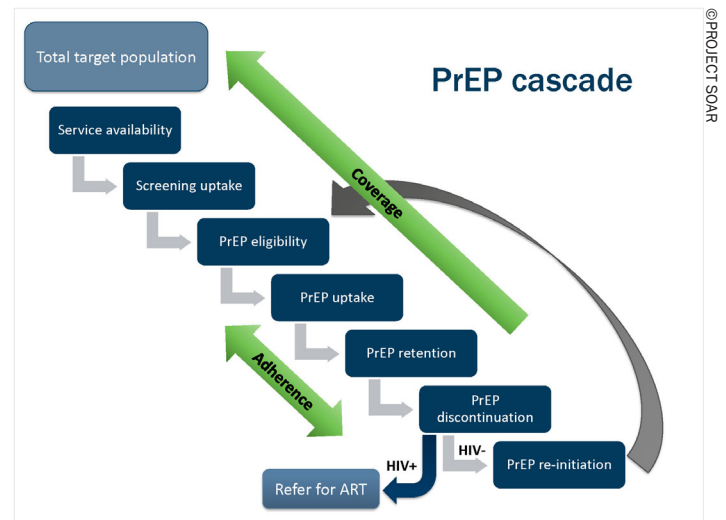 ©PROJECT SOAR
PrEP cascade
Total target population
Service availability
Screening uptake
PrEP eligibility
PrEP uptake
PrEP retention
PrEP
discontinuation
PrEP re-initiation
Coverage
Adherence
HIV+
HIV-
Refer for ART